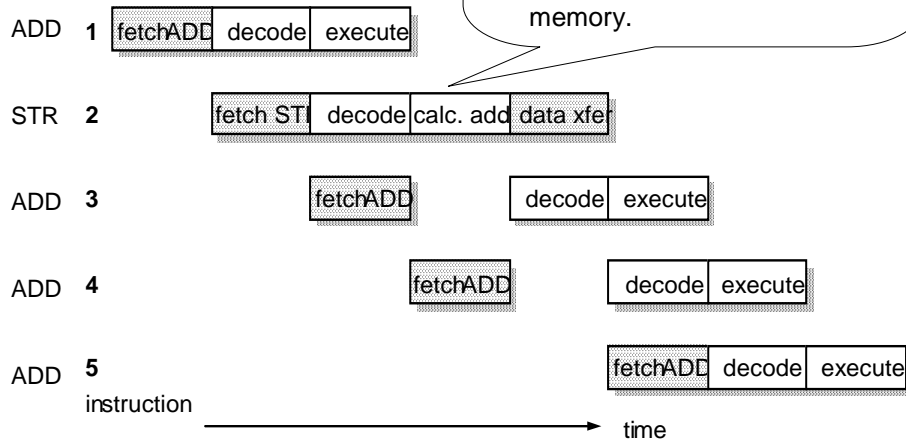 memory.
ADD 1 fetchADD decode execute
STR 2 fetch STI decode calc. add data xfer
ADD 3 fetchADD decode execute
ADD 4 fetchADD decode execute
ADD 5 fetchADD decode execute
instruction
time